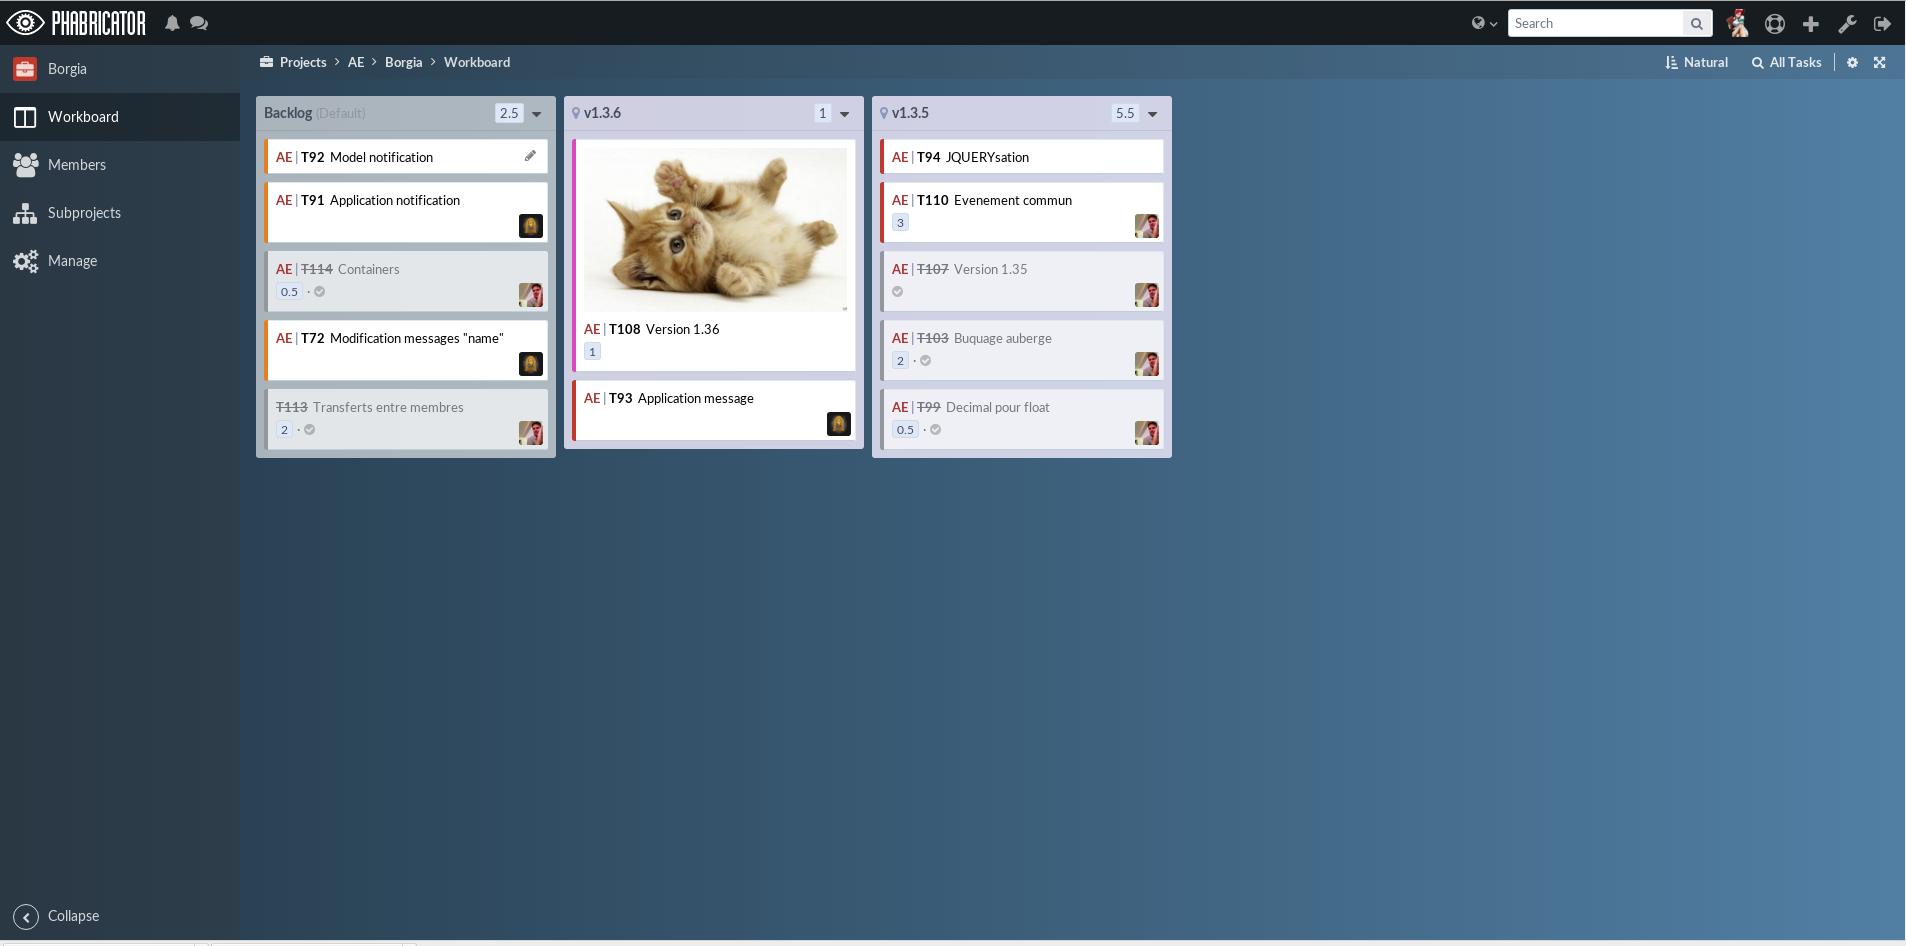 PHABRICATOR
Search
Borgia
Workboard
Members
Subprojects
Manage
Collapse
Projects > AE > Borgia > Workboard
Natural
All Tasks
Backlog (Default) 2.5
AE | T92 Model notification
AE | T91 Application notification
AE | T114 Containers
0.5 ·
AE | T72 Modification messages "name"
T113 Transferts entre membres
2 ·
v1.3.6 1
AE | T108 Version 1.36
1
AE | T93 Application message
v1.3.5 5.5
AE | T94 JQUERYsation
AE | T110 Evenement commun
3
AE | T107 Version 1.35
AE | T103 Buquage auberge
2 ·
AE | T99 Decimal pour float
0.5 ·